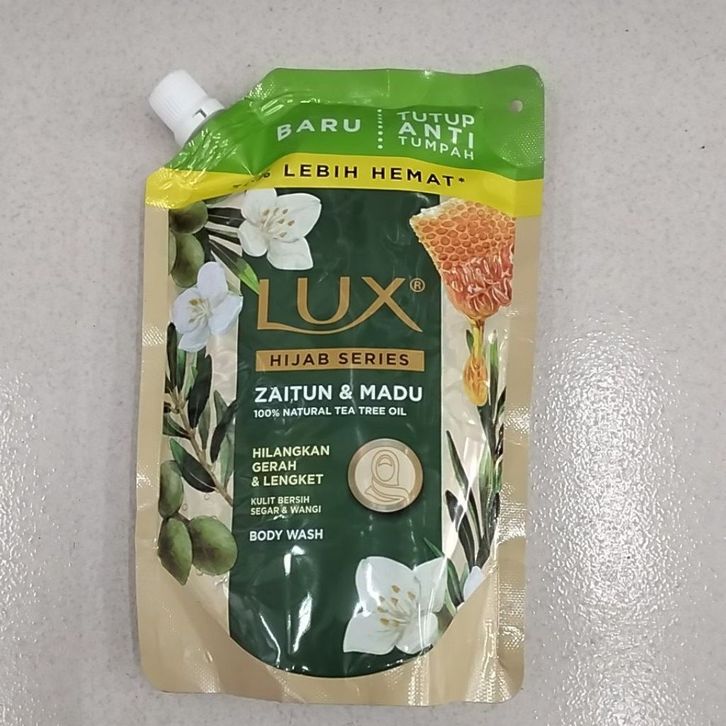 BARU
TUTUP
ANTI
TUMPAH
LEBIH HEMAT*
LUX®
HIJAB SERIES
ZAITUN & MADU
100% NATURAL TEA TREE OIL
HILANGKAN
GERAH
& LENGKET
KULIT BERSIH
SEGAR & WANGI
BODY WASH